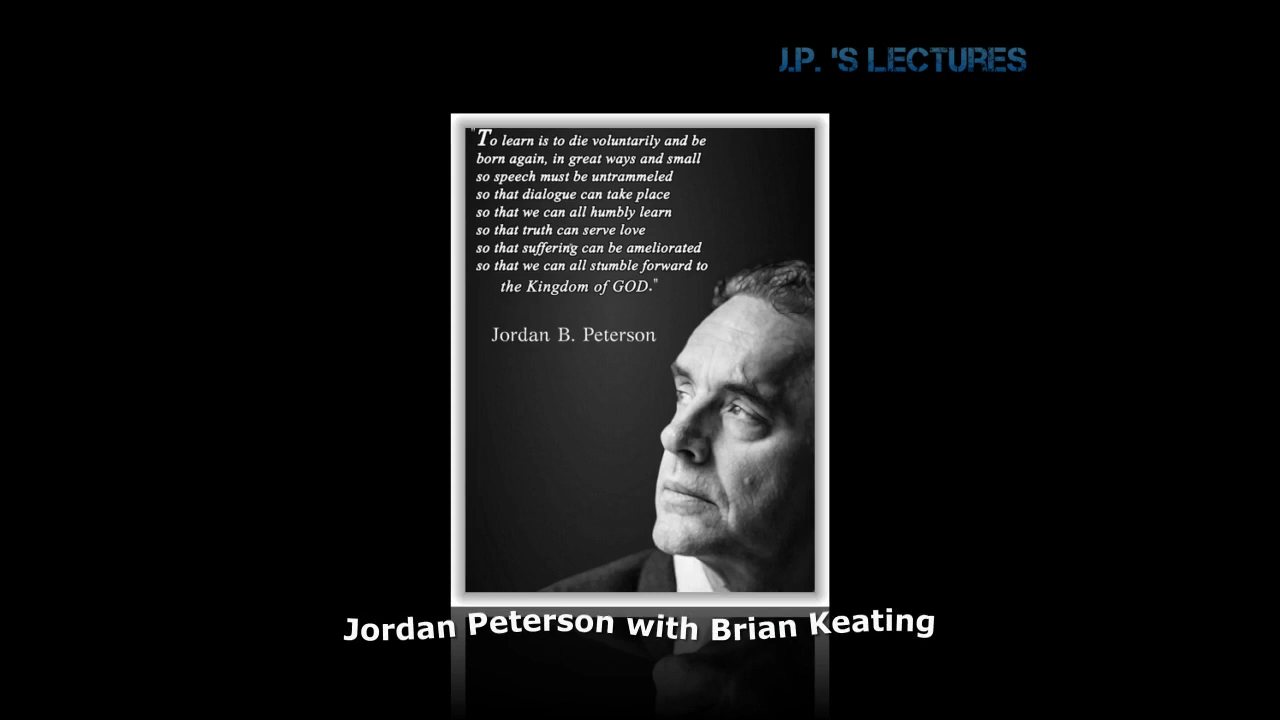 J.P. 'S LECTURES
"To learn is to die voluntarily and be
born again, in great ways and small
so speech must be untrammeled
so that dialogue can take place
so that we can all humbly learn
so that truth can serve love
so that suffering can be ameliorated
so that we can all stumble forward to
the Kingdom of GOD."
Jordan B. Peterson
Jordan Peterson with Brian Keating